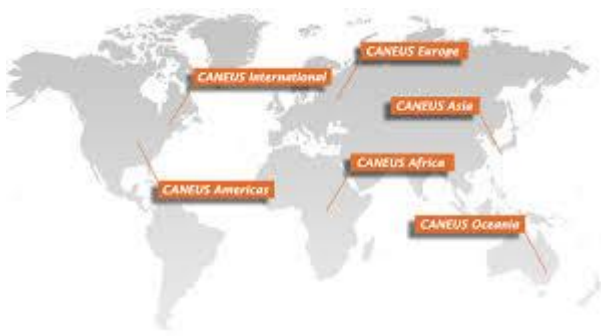 CANEUS Europe
CANEUS International
CANEUS Asia
CANEUS Africa
CANEUS Americas
CANEUS Oceania